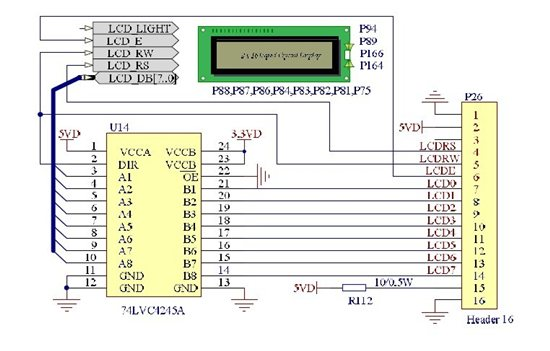 LCD_LIGHT
LCD_E
LCD_RW
LCD_RS
LCD_DB[7..0]
2 x 16 Liquid Crystal Display
P94
P89
P166
P164
P88,P87,P86,P84,P83,P82,P81,P75
P26
U14
5VD
3.3VD
5VD
1 VCCA VCCB 24
2 DIR VCCB 23
3 A1 OE 22
4 A2 B1 21
5 A3 B2 20
6 A4 B3 19
7 A5 B4 18
8 A6 B5 17
9 A7 B6 16
10 A8 B7 15
11 GND B8 14
12 GND GND 13
74LVC4245A
1
2
3
LCDRS 4
LCDRW 5
LCDE 6
LCD0 7
LCD1 8
LCD2 9
LCD3 10
LCD4 11
LCD5 12
LCD6 13
LCD7 14
15
16
5VD
10/0.5W
R112
Header 16